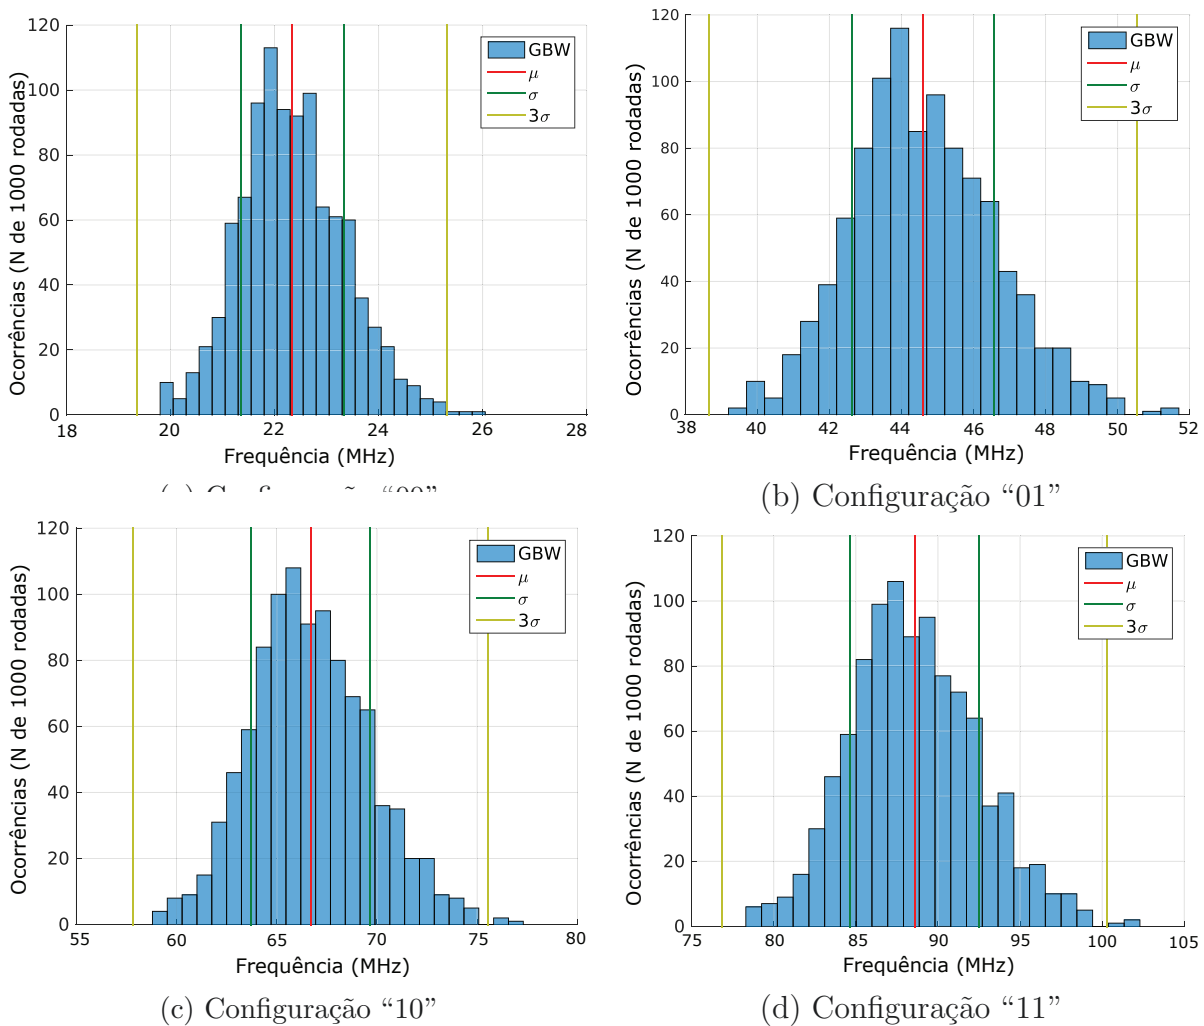 120
100
80
60
40
20
0
Ocorrências (N de 1000 rodadas)
GBW
μ
σ
3σ
18 20 22 24 26 28
Frequência (MHz)
120
100
80
60
40
20
0
Ocorrências (N de 1000 rodadas)
GBW
μ
σ
3σ
38 40 42 44 46 48 50 52
Frequência (MHz)
(b) Configuração “01”
120
100
80
60
40
20
0
Ocorrências (N de 1000 rodadas)
GBW
μ
σ
3σ
55 60 65 70 75 80
Frequência (MHz)
(c) Configuração “10”
120
100
80
60
40
20
0
Ocorrências (N de 1000 rodadas)
GBW
μ
σ
3σ
75 80 85 90 95 100 105
Frequência (MHz)
(d) Configuração “11”